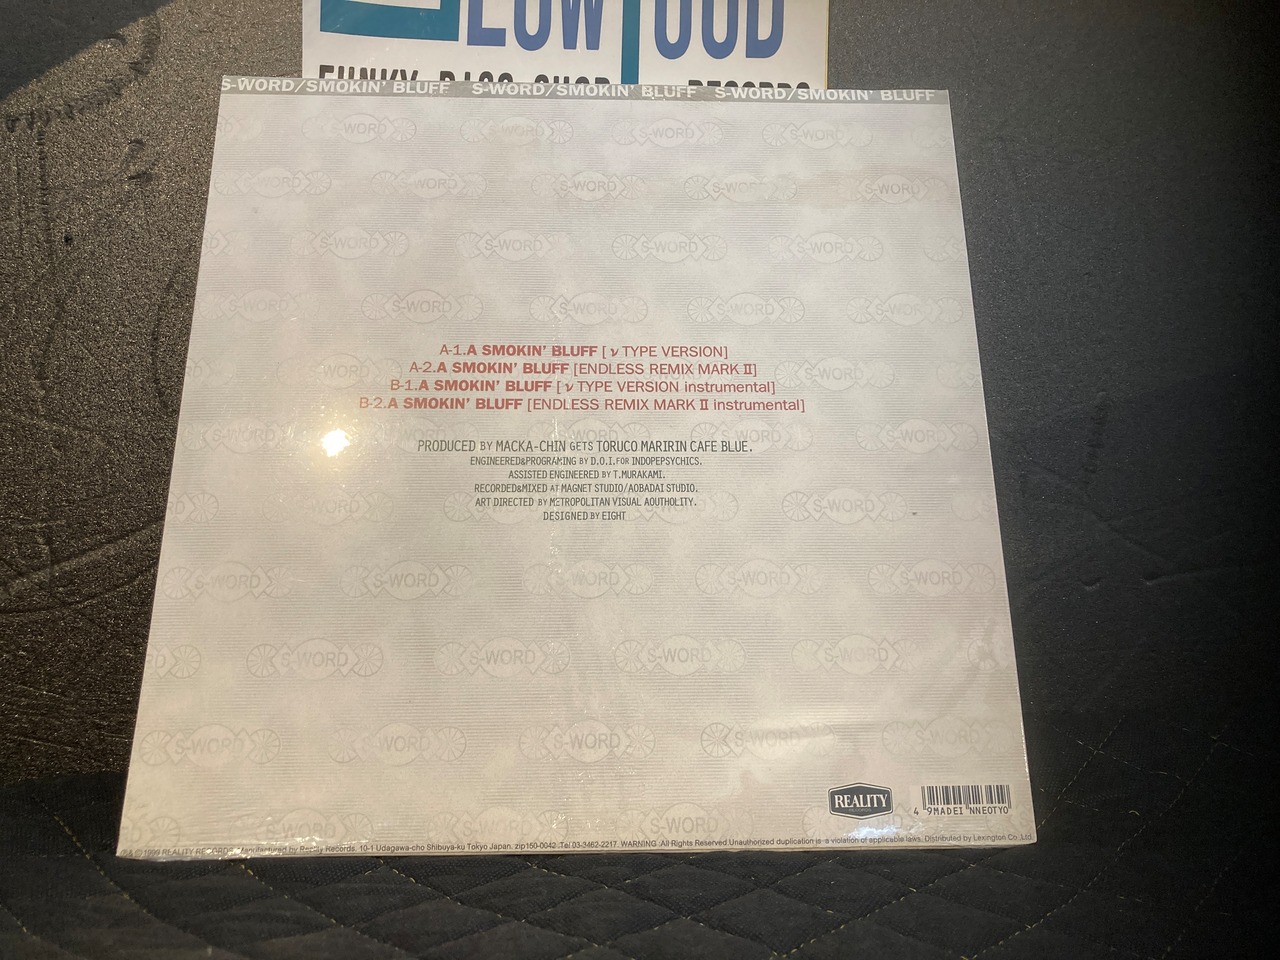 FUNKY DISC SHOP RECORDS
S-WORD/SMOKIN' BLUFF S-WORD/SMOKIN' BLUFF S-WORD/SMOKIN' BLUFF
A-1.A SMOKIN' BLUFF [ ν TYPE VERSION]
A-2.A SMOKIN' BLUFF [ENDLESS REMIX MARK II]
B-1.A SMOKIN' BLUFF [ ν TYPE VERSION instrumental]
B-2.A SMOKIN' BLUFF [ENDLESS REMIX MARK II instrumental]
PRODUCED BY MACKA-CHIN GETS TORUCO MARIRIN CAFE BLUE.
ENGINEERED&PROGRAMING BY D.O.I.FOR INDOPEPSYCHICS.
ASSISTED ENGINEERED BY T.MURAKAMI.
RECORDED&MIXED AT MAGNET STUDIO/AOBADAI STUDIO.
ART DIRECTED BY METROPOLITAN VISUAL AOUTHOLITY.
DESIGNED BY EIGHT
S-WORD
REALITY
RECORDS
4 9MADEI NNEOTYO
© 1999 REALITY RECORDS. Manufactured by Reality Records. 10-1 Udagawa-cho Shibuya-ku Tokyo Japan. zip150-0042 .Tel 03-3462-2217. WARNING :All Rights Reserved.Unauthorized duplication is a violation of applicable laws. Distributed by Lexington Co.,Ltd.